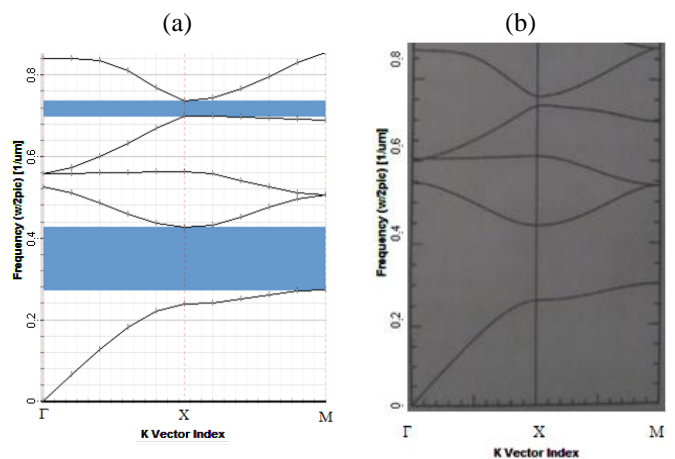 (a)
(b)
Frequency (w/2pic) [1/um]
0.8
0.6
0.4
0.2
0
Γ X M
K Vector Index
Frequency (w/2pic) [1/um]
0.8
0.6
0.4
0.2
0.
Γ X M
K Vector Index